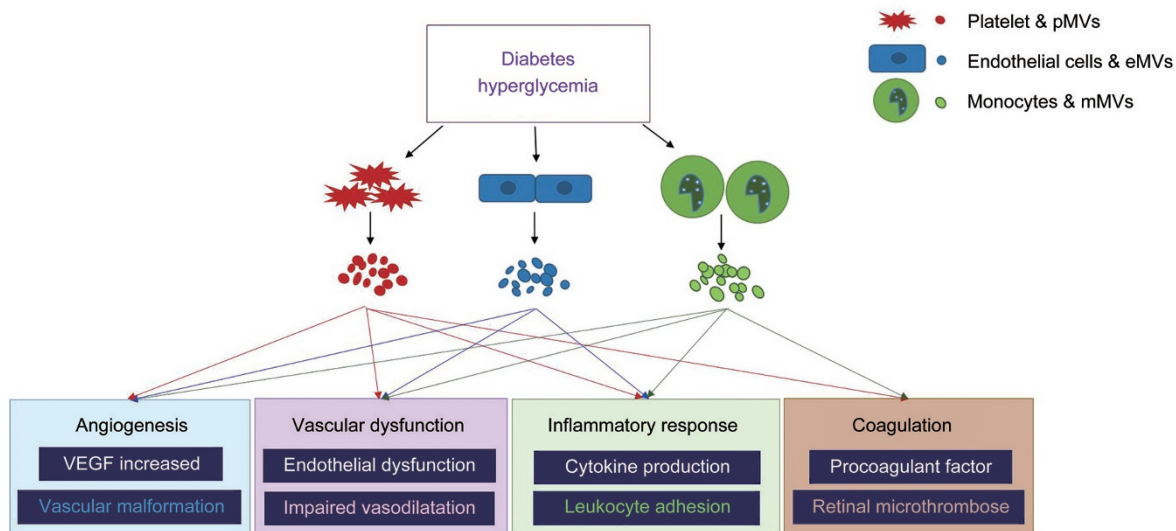 Platelet & pMVs
Endothelial cells & eMVs
Monocytes & mMVs
Diabetes
hyperglycemia
Angiogenesis
VEGF increased
Vascular malformation
Vascular dysfunction
Endothelial dysfunction
Impaired vasodilatation
Inflammatory response
Cytokine production
Leukocyte adhesion
Coagulation
Procoagulant factor
Retinal microthrombose